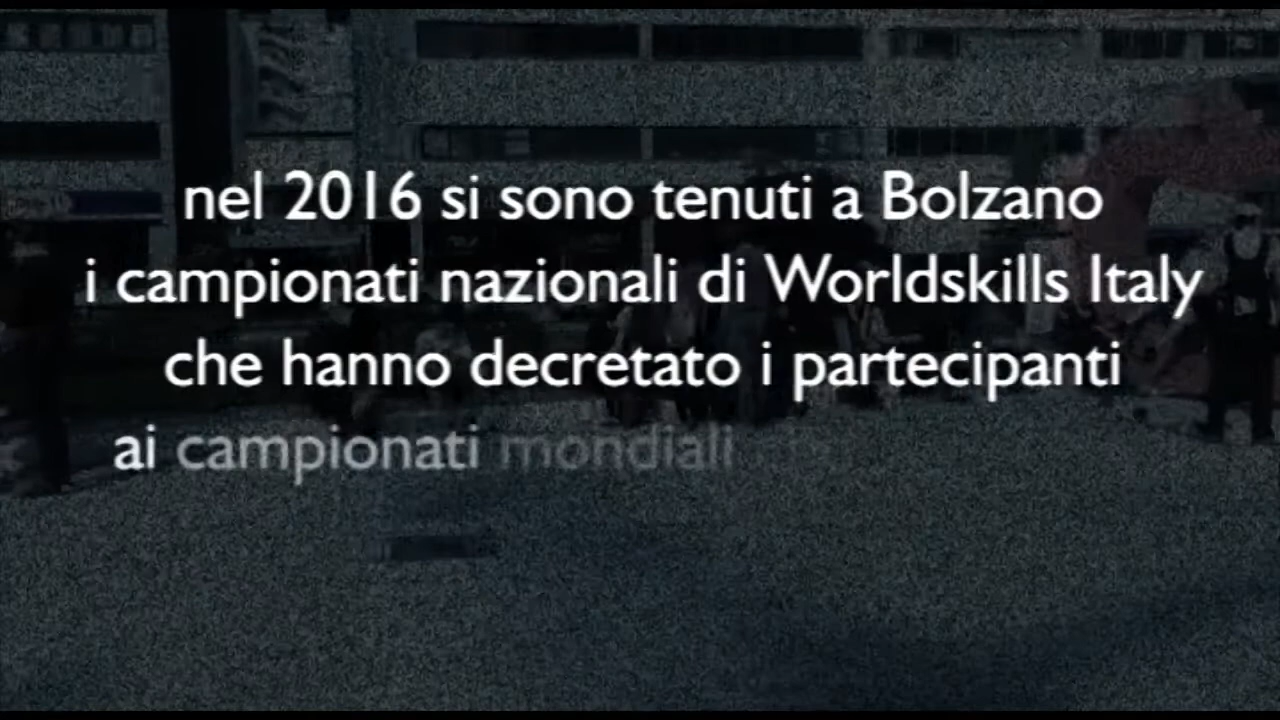 nel 2016 si sono tenuti a Bolzano
i campionati nazionali di Worldskills Italy
che hanno decretato i partecipanti
ai campionati mondiali